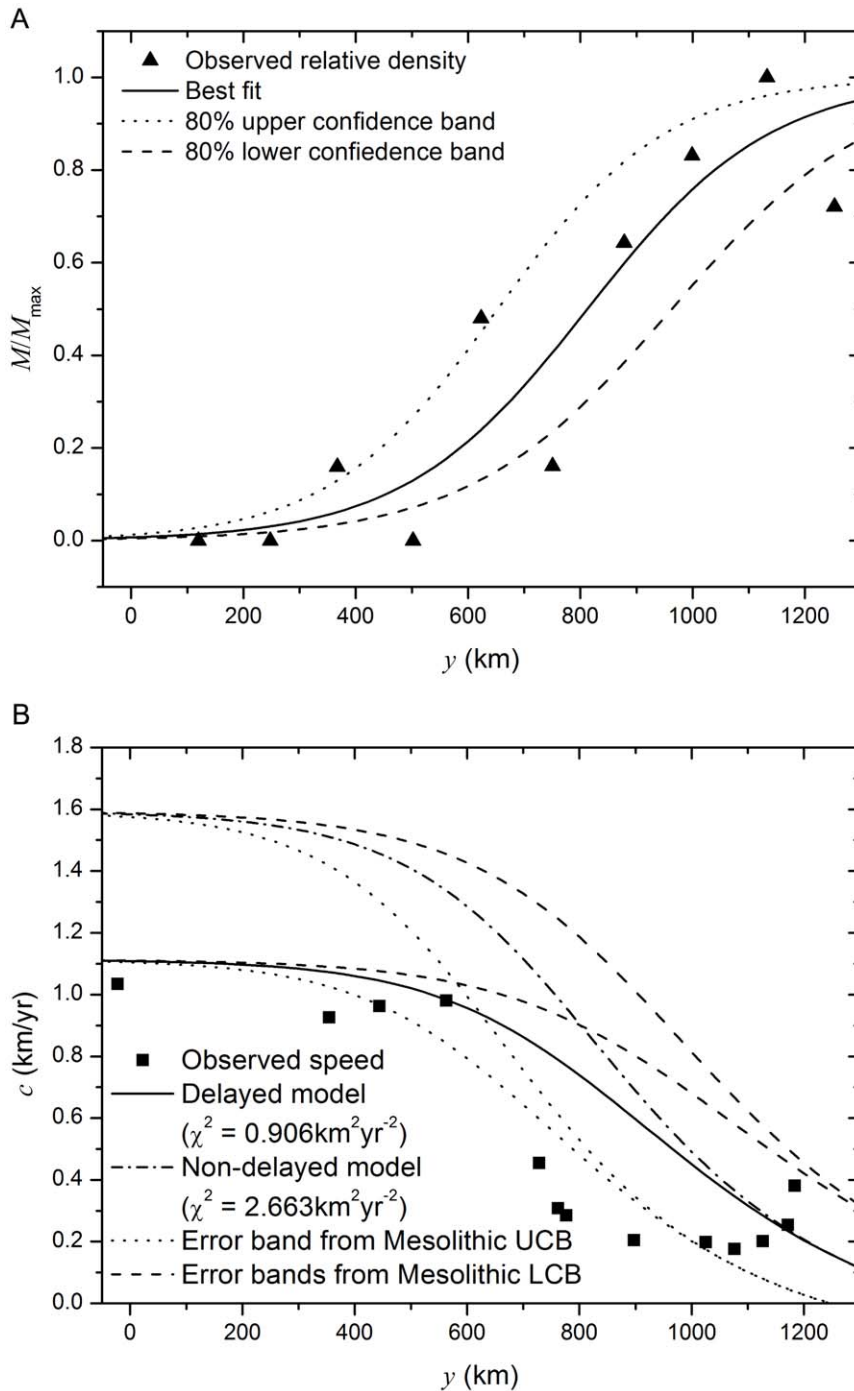 A
▲ Observed relative density
Best fit
80% upper confidence band
80% lower confiedence band
1.0
0.8
0.6
0.4
0.2
0.0
M/Mmax
0 200 400 600 800 1000 1200
y (km)
B
1.8
1.6
1.4
1.2
1.0
0.8
0.6
0.4
0.2
0.0
c (km/yr)
■ Observed speed
Delayed model
(χ² = 0.906km²yr⁻²)
Non-delayed model
(χ² = 2.663km²yr⁻²)
Error band from Mesolithic UCB
Error bands from Mesolithic LCB
0 200 400 600 800 1000 1200
y (km)